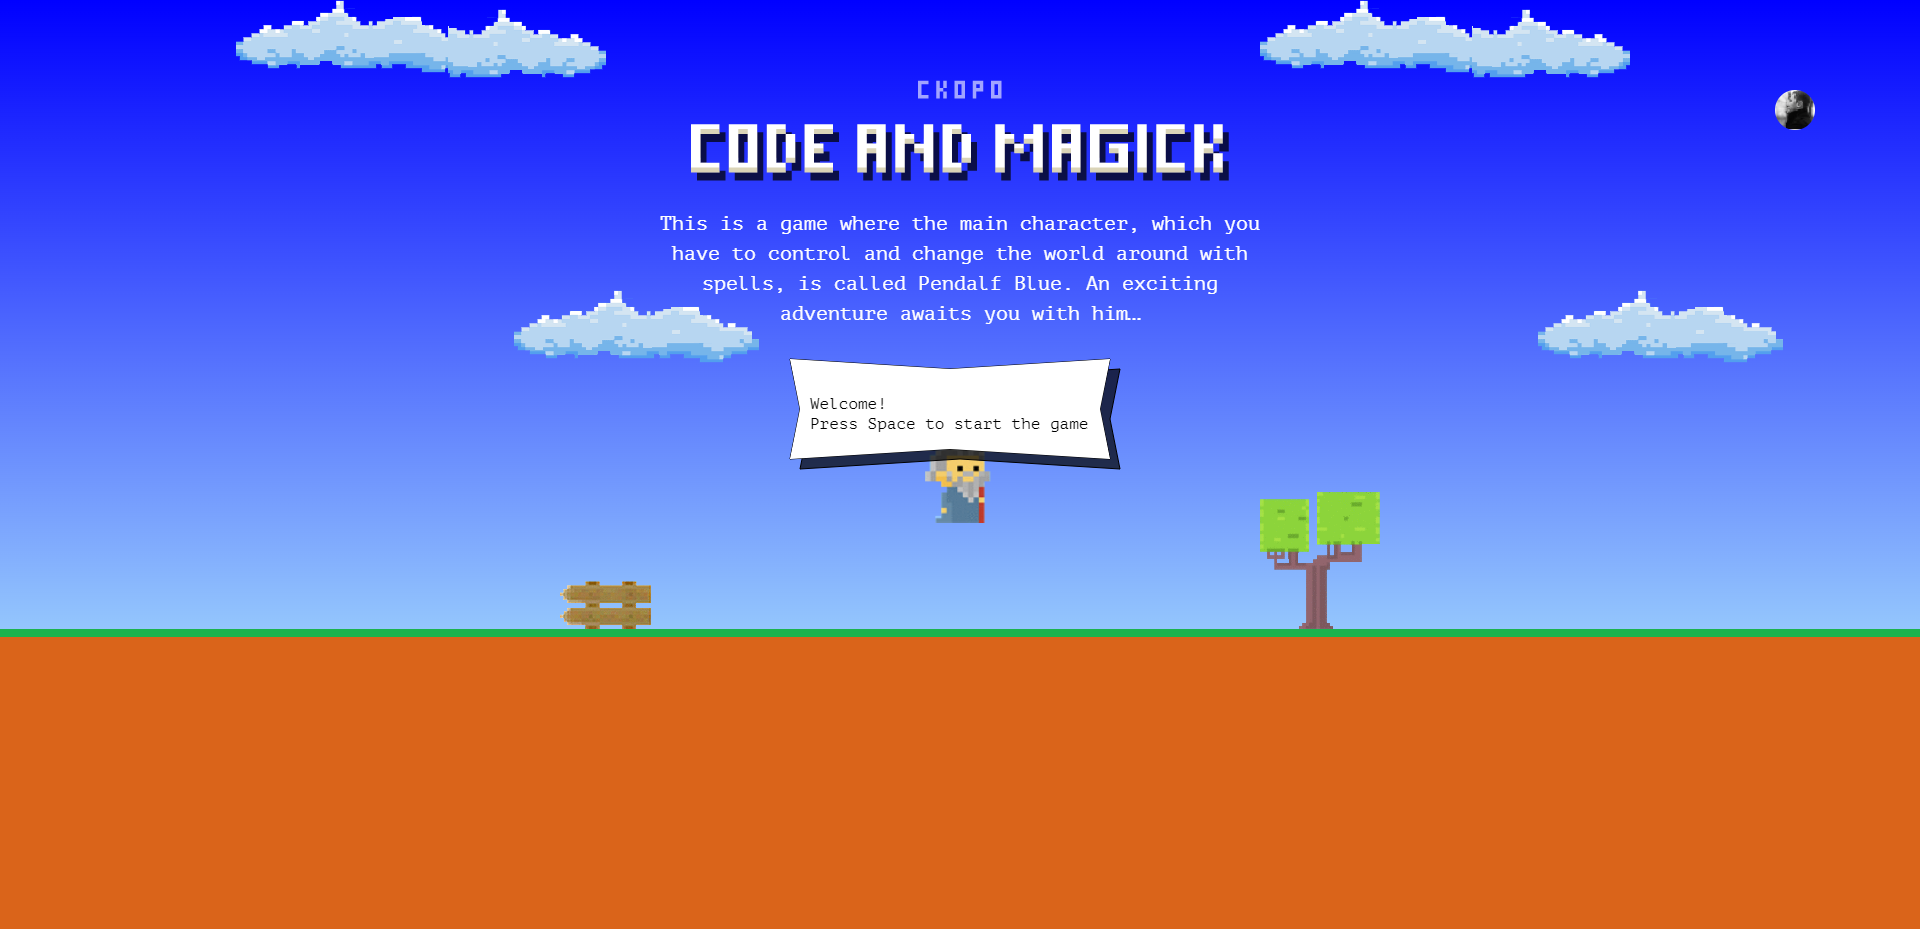 СКОРО
CODE AND MAGICK
This is a game where the main character, which you
have to control and change the world around with
spells, is called Pendalf Blue. An exciting
adventure awaits you with him…
Welcome!
Press Space to start the game